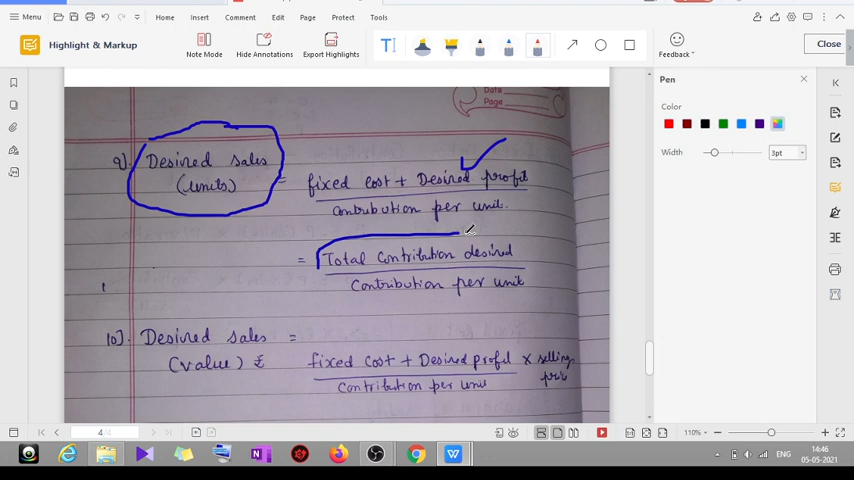 Menu
Home Insert Comment Edit Page Protect Tools
Highlight & Markup
Note Mode
Hide Annotations
Export Highlights
Feedback
Close
Pen
Color
Width
3pt
Date
Page
9). Desired sales
(units) = fixed cost + Desired profit
Contribution per unit.
= Total Contribution desired
Contribution per unit
10]. Desired sales =
(value) ₤ fixed cost + Desired profit × selling
Contribution per unit price
4/4
110%
ENG
14:46
05-05-2021